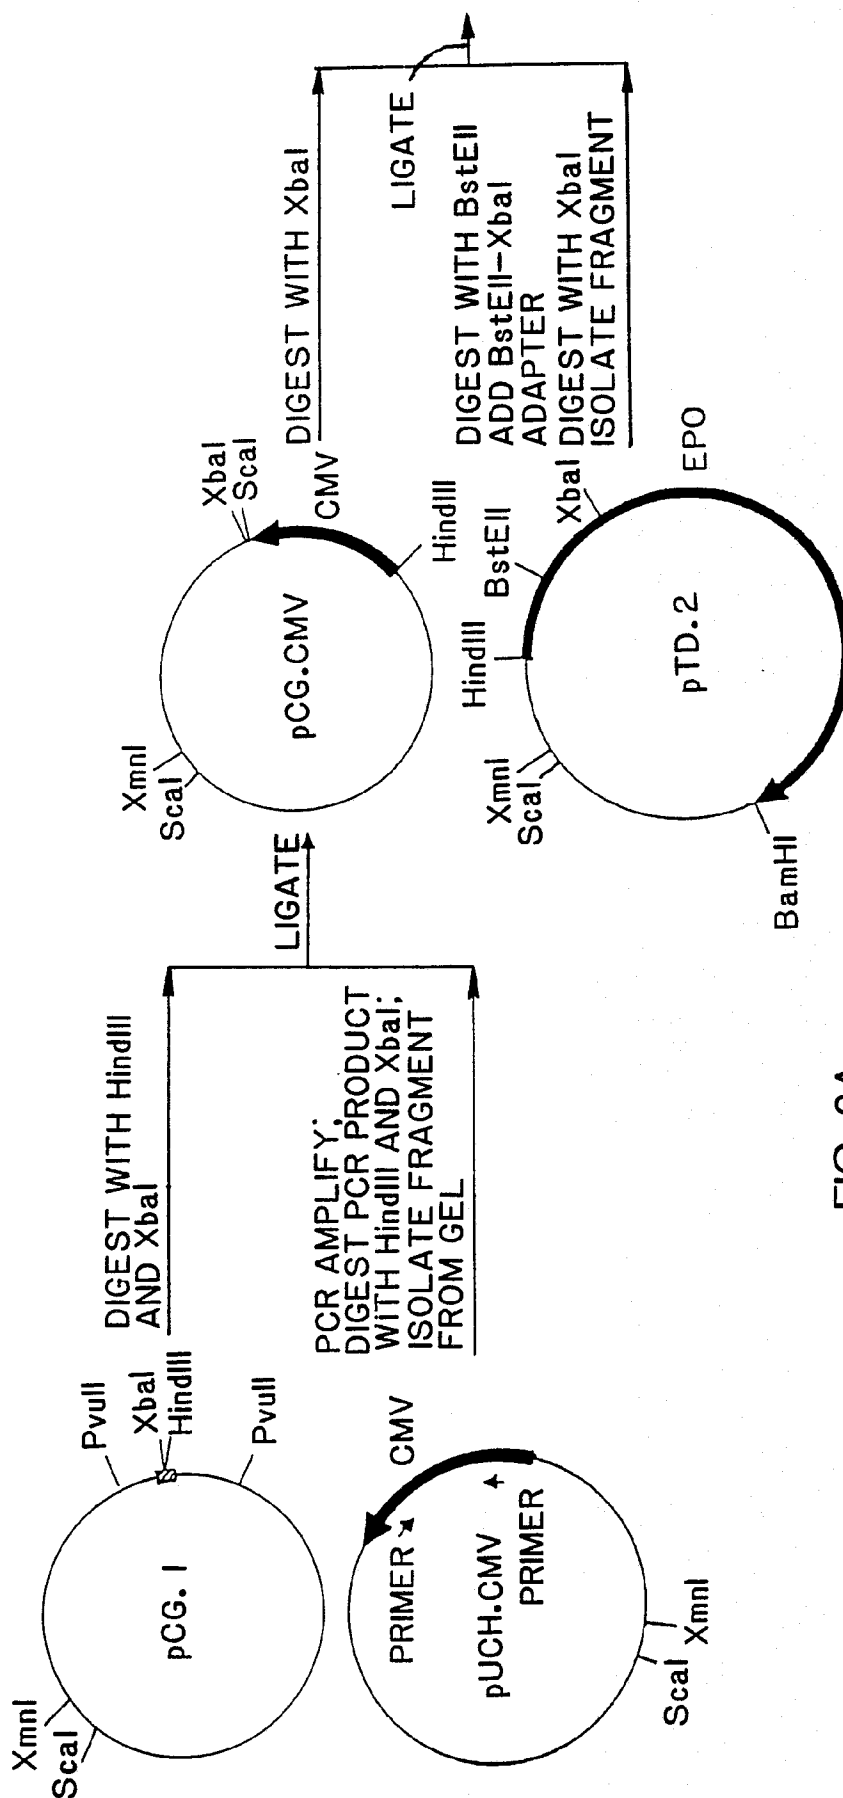 XmnI
ScaI
pCG. I
PvuII
XbaI
HindIII
PvuII
DIGEST WITH HindIII
AND XbaI
PRIMER
CMV
pUCH.CMV
PRIMER
ScaI
XmnI
PCR AMPLIFY;
DIGEST PCR PRODUCT
WITH HindIII AND XbaI;
ISOLATE FRAGMENT
FROM GEL
LIGATE
XmnI
ScaI
pCG.CMV
XbaI
ScaI
CMV
HindIII
DIGEST WITH XbaI
XmnI
ScaI
HindIII
BstEII
XbaI
EPO
pTD.2
BamHI
DIGEST WITH BstEII
ADD BstEII-XbaI
ADAPTER
DIGEST WITH XbaI
ISOLATE FRAGMENT
LIGATE